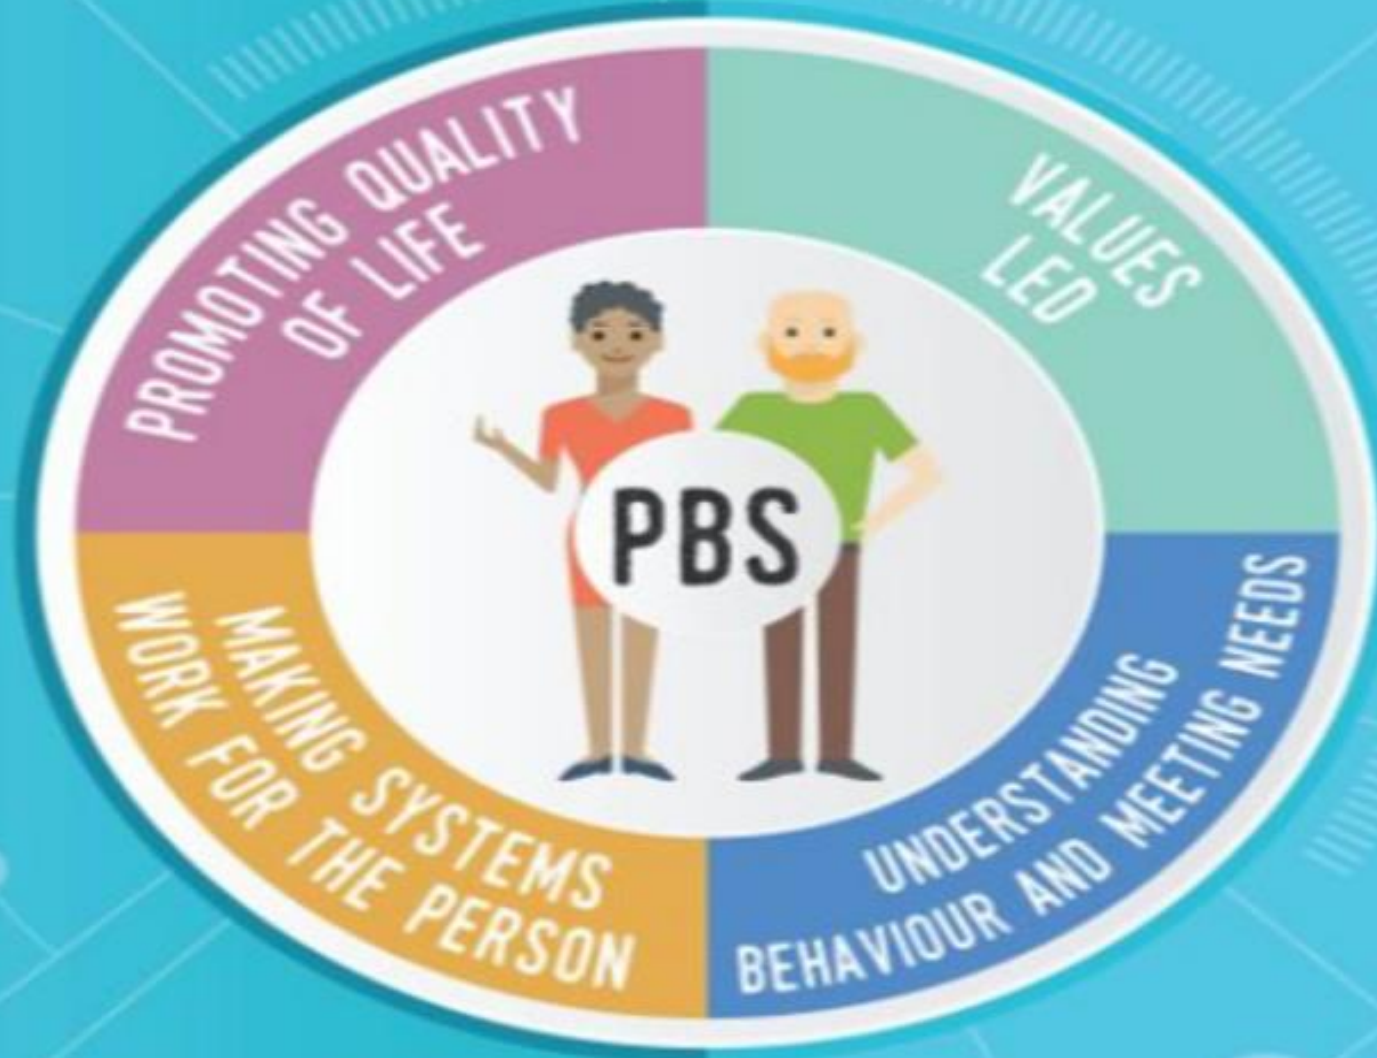 PROMOTING QUALITY
OF LIFE
VALUES
LED
PBS
MAKING SYSTEMS
WORK FOR THE PERSON
UNDERSTANDING
BEHAVIOUR AND MEETING NEEDS